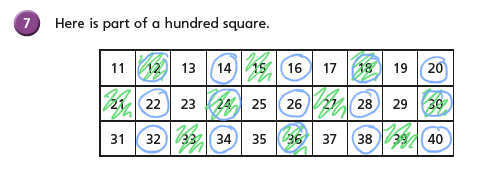 7 Here is part of a hundred square.
11 12 13 14 15 16 17 18 19 20
21 22 23 24 25 26 27 28 29 30
31 32 33 34 35 36 37 38 39 40